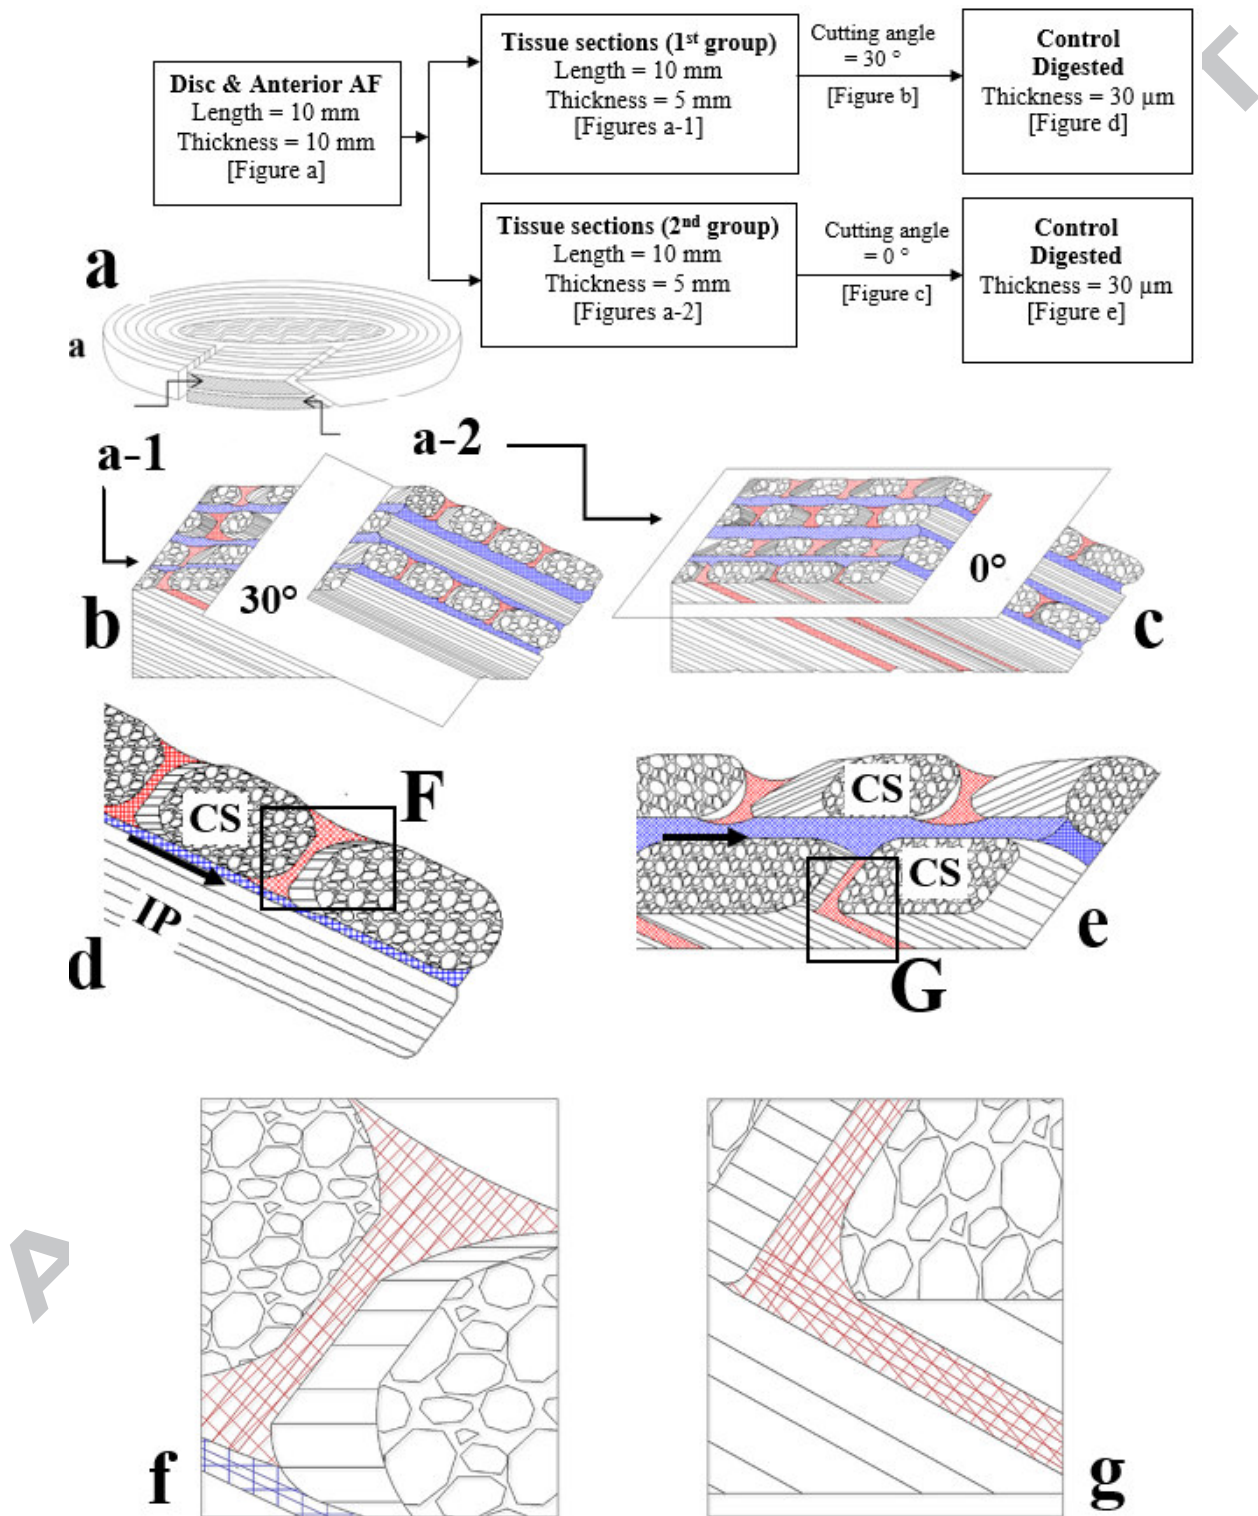 Disc & Anterior AF
Length = 10 mm
Thickness = 10 mm
[Figure a]
Tissue sections (1st group)
Length = 10 mm
Thickness = 5 mm
[Figures a-1]
Cutting angle
= 30 °
[Figure b]
Control
Digested
Thickness = 30 µm
[Figure d]
Tissue sections (2nd group)
Length = 10 mm
Thickness = 5 mm
[Figures a-2]
Cutting angle
= 0 °
[Figure c]
Control
Digested
Thickness = 30 µm
[Figure e]
a
a
a-1
a-2
30°
b
0°
c
CS
F
IP
d
CS
CS
G
e
f
g
A
T